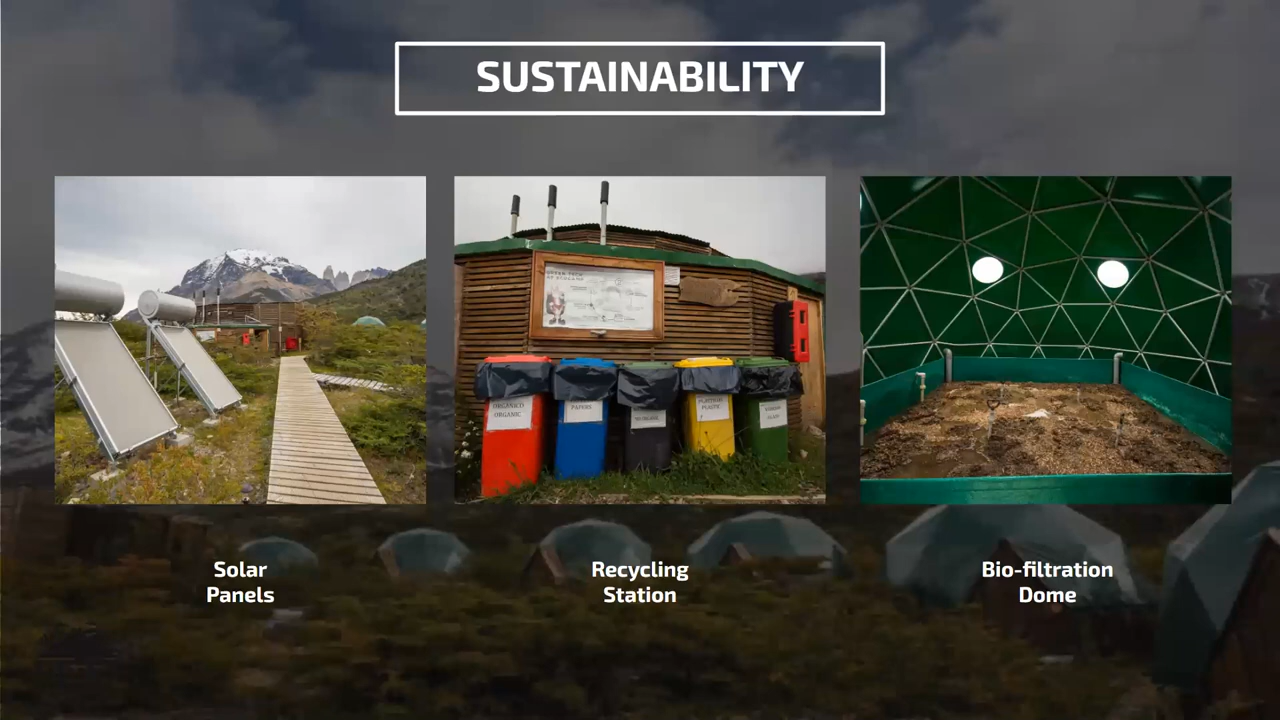 SUSTAINABILITY
ORGANICO
ORGANIC
PAPERS
PLASTIC
Solar
Panels
Recycling
Station
Bio-filtration
Dome